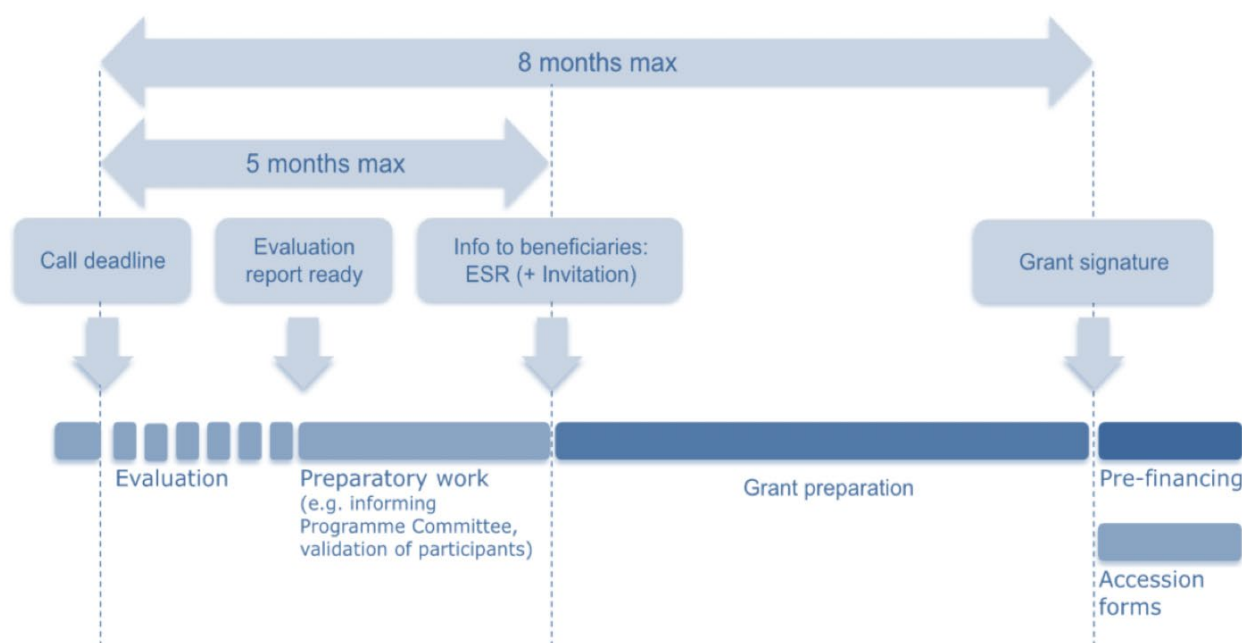 8 months max
5 months max
Call deadline
Evaluation
report ready
Info to beneficiaries:
ESR (+ Invitation)
Grant signature
Evaluation
Preparatory work
(e.g. informing
Programme Committee,
validation of participants)
Grant preparation
Pre-financing
Accession
forms